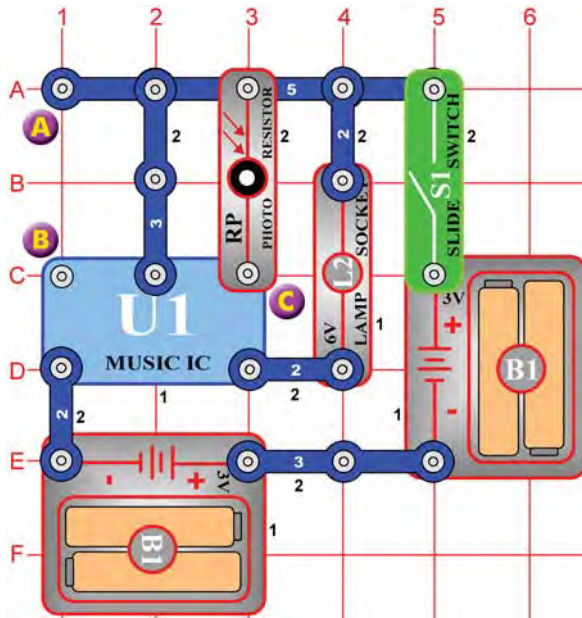 1 2 3 4 5 6
A 5
A
2 2 2 2
B
B 3
RP PHOTO RESISTOR
L2 LAMP SOCKET 6V
S1 SLIDE SWITCH
C C
U1
MUSIC IC
1
3V + -
B1
1
D 2
1 2
2 2
E 3
- + 3V
2
1
B1
F